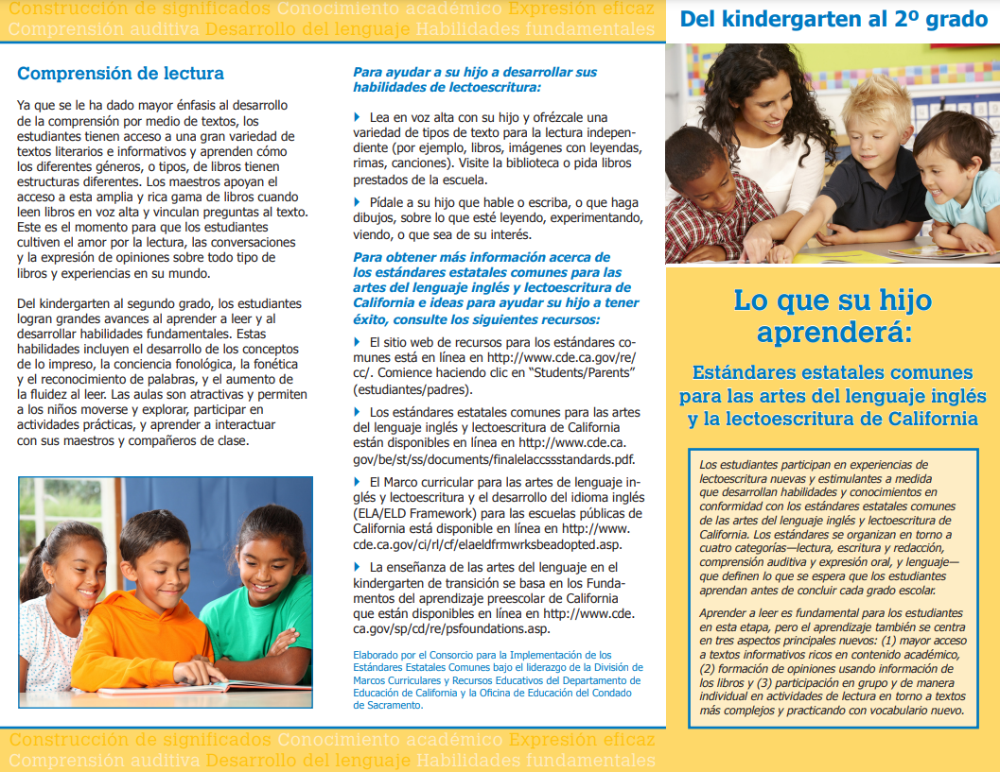 Construcción de significados Conocimiento académico Expresión eficaz
Comprensión auditiva Desarrollo del lenguaje Habilidades fundamentales
Comprensión de lectura
Ya que se le ha dado mayor énfasis al desarrollo
de la comprensión por medio de textos, los
estudiantes tienen acceso a una gran variedad de
textos literarios e informativos y aprenden cómo
los diferentes géneros, o tipos, de libros tienen
estructuras diferentes. Los maestros apoyan el
acceso a esta amplia y rica gama de libros cuando
leen libros en voz alta y vinculan preguntas al texto.
Este es el momento para que los estudiantes
cultiven el amor por la lectura, las conversaciones
y la expresión de opiniones sobre todo tipo de
libros y experiencias en su mundo.
Del kindergarten al segundo grado, los estudiantes
logran grandes avances al aprender a leer y al
desarrollar habilidades fundamentales. Estas
habilidades incluyen el desarrollo de los conceptos
de lo impreso, la conciencia fonológica, la fonética
y el reconocimiento de palabras, y el aumento de
la fluidez al leer. Las aulas son atractivas y permiten
a los niños moverse y explorar, participar en
actividades prácticas, y aprender a interactuar
con sus maestros y compañeros de clase.
Para ayudar a su hijo a desarrollar sus
habilidades de lectoescritura:
Lea en voz alta con su hijo y ofrézcale una
variedad de tipos de texto para la lectura indepen-
diente (por ejemplo, libros, imágenes con leyendas,
rimas, canciones). Visite la biblioteca o pida libros
prestados de la escuela.
Pídale a su hijo que hable o escriba, o que haga
dibujos, sobre lo que esté leyendo, experimentando,
viendo, o que sea de su interés.
Para obtener más información acerca de
los estándares estatales comunes para las
artes del lenguaje inglés y lectoescritura de
California e ideas para ayudar su hijo a tener
éxito, consulte los siguientes recursos:
El sitio web de recursos para los estándares co-
munes está en línea en http://www.cde.ca.gov/re/
cc/. Comience haciendo clic en “Students/Parents”
(estudiantes/padres).
Los estándares estatales comunes para las artes
del lenguaje inglés y lectoescritura de California
están disponibles en línea en http://www.cde.ca.
gov/be/st/ss/documents/finalelaccssstandards.pdf.
El Marco curricular para las artes de lenguaje in-
glés y lectoescritura y el desarrollo del idioma inglés
(ELA/ELD Framework) para las escuelas públicas de
California está disponible en línea en http://www.
cde.ca.gov/ci/rl/cf/elaeldfrmwrksbeadopted.asp.
La enseñanza de las artes del lenguaje en el
kindergarten de transición se basa en los Funda-
mentos del aprendizaje preescolar de California
que están disponibles en línea en http://www.cde.
ca.gov/sp/cd/re/psfoundations.asp.
Elaborado por el Consorcio para la Implementación de los
Estándares Estatales Comunes bajo el liderazgo de la División de
Marcos Curriculares y Recursos Educativos del Departamento de
Educación de California y la Oficina de Educación del Condado
de Sacramento.
Construcción de significados Conocimiento académico Expresión eficaz
Comprensión auditiva Desarrollo del lenguaje Habilidades fundamentales
Del kindergarten al 2º grado
Lo que su hijo
aprenderá:
Estándares estatales comunes
para las artes del lenguaje inglés
y la lectoescritura de California
Los estudiantes participan en experiencias de
lectoescritura nuevas y estimulantes a medida
que desarrollan habilidades y conocimientos en
conformidad con los estándares estatales comunes
de las artes del lenguaje inglés y lectoescritura de
California. Los estándares se organizan en torno a
cuatro categorías—lectura, escritura y redacción,
comprensión auditiva y expresión oral, y lenguaje—
que definen lo que se espera que los estudiantes
aprendan antes de concluir cada grado escolar.
Aprender a leer es fundamental para los estudiantes
en esta etapa, pero el aprendizaje también se centra
en tres aspectos principales nuevos: (1) mayor acceso
a textos informativos ricos en contenido académico,
(2) formación de opiniones usando información de
los libros y (3) participación en grupo y de manera
individual en actividades de lectura en torno a textos
más complejos y practicando con vocabulario nuevo.